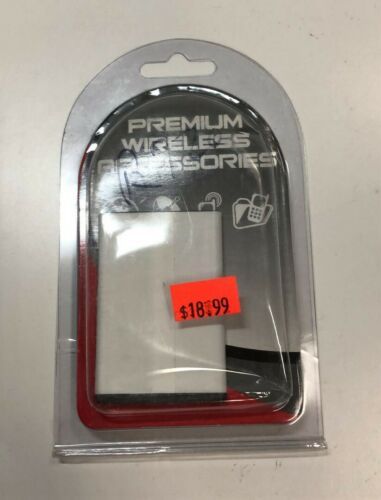 PREMIUM
WIRELESS
ACCESSORIES
$18.99